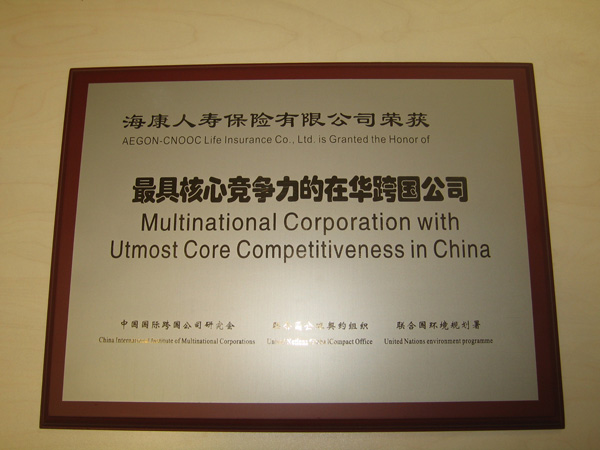 海康人寿保险有限公司荣获
AEGON-CNOOC Life Insurance Co., Ltd. is Granted the Honor of
最具核心竞争力的在华跨国公司
Multinational Corporation with
Utmost Core Competitiveness in China
中国国际跨国公司研究会 契约组织 联合国环境规划署
China Institute of Multinational Corporations Compact Office United Nations environment programme